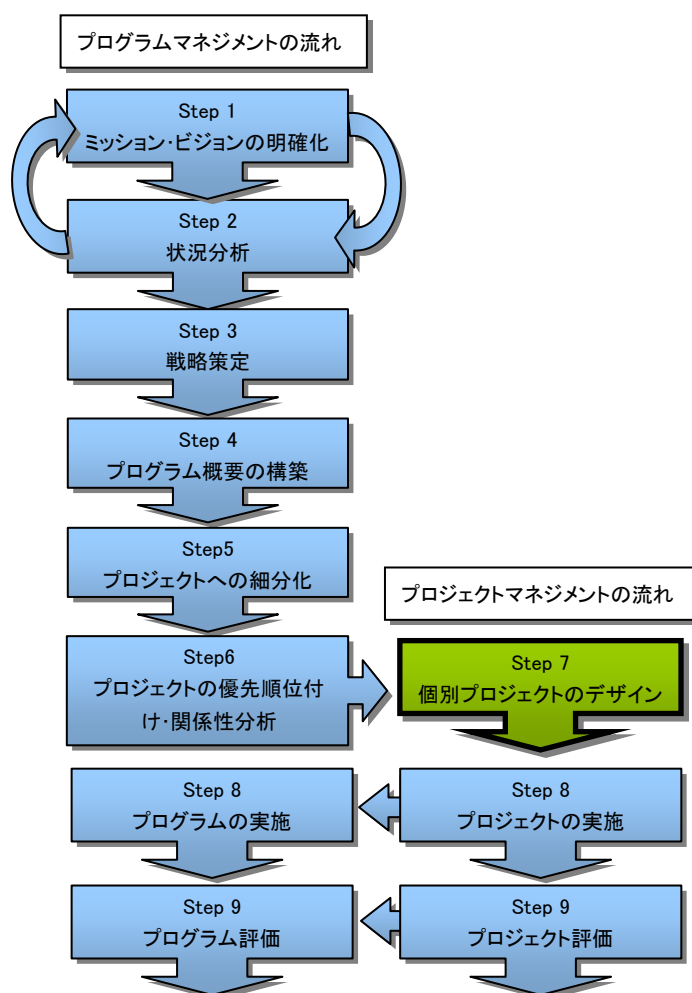 プログラムマネジメントの流れ
Step 1
ミッション・ビジョンの明確化
Step 2
状況分析
Step 3
戦略策定
Step 4
プログラム概要の構築
Step5
プロジェクトへの細分化
プロジェクトマネジメントの流れ
Step6
プロジェクトの優先順位付
け・関係性分析
Step 7
個別プロジェクトのデザイン
Step 8
プログラムの実施
Step 8
プロジェクトの実施
Step 9
プログラム評価
Step 9
プロジェクト評価